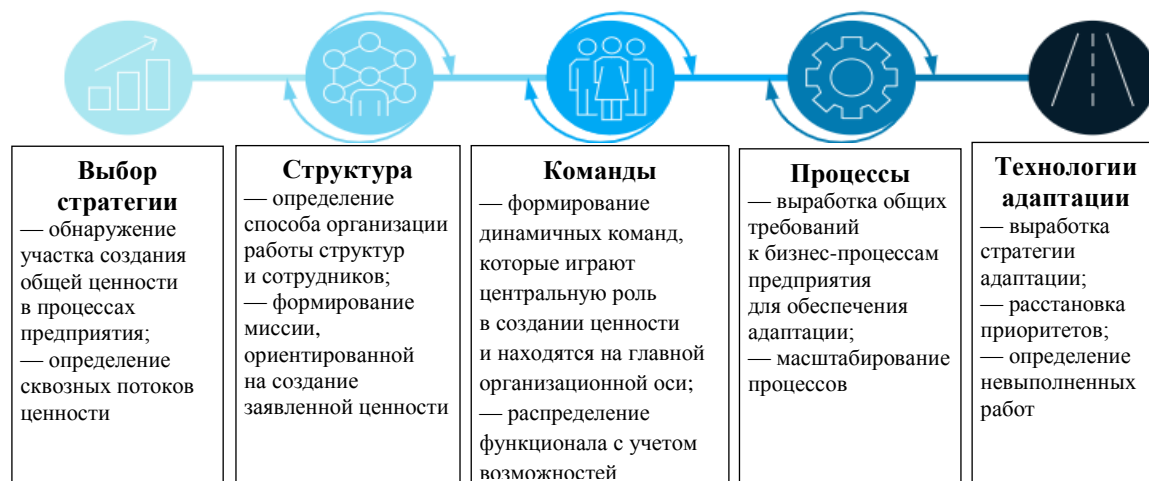 Выбор
стратегии
— обнаружение
участка создания
общей ценности
в процессах
предприятия;
— определение
сквозных потоков
ценности
Структура
— определение
способа организации
работы структур
и сотрудников;
— формирование
миссии,
ориентированной
на создание
заявленной ценности
Команды
— формирование
динамичных команд,
которые играют
центральную роль
в создании ценности
и находятся на главной
организационной оси;
— распределение
функционала с учетом
возможностей
Процессы
— выработка общих
требований
к бизнес-процессам
предприятия
для обеспечения
адаптации;
— масштабирование
процессов
Технологии
адаптации
— выработка
стратегии
адаптации;
— расстановка
приоритетов;
— определение
невыполненных
работ